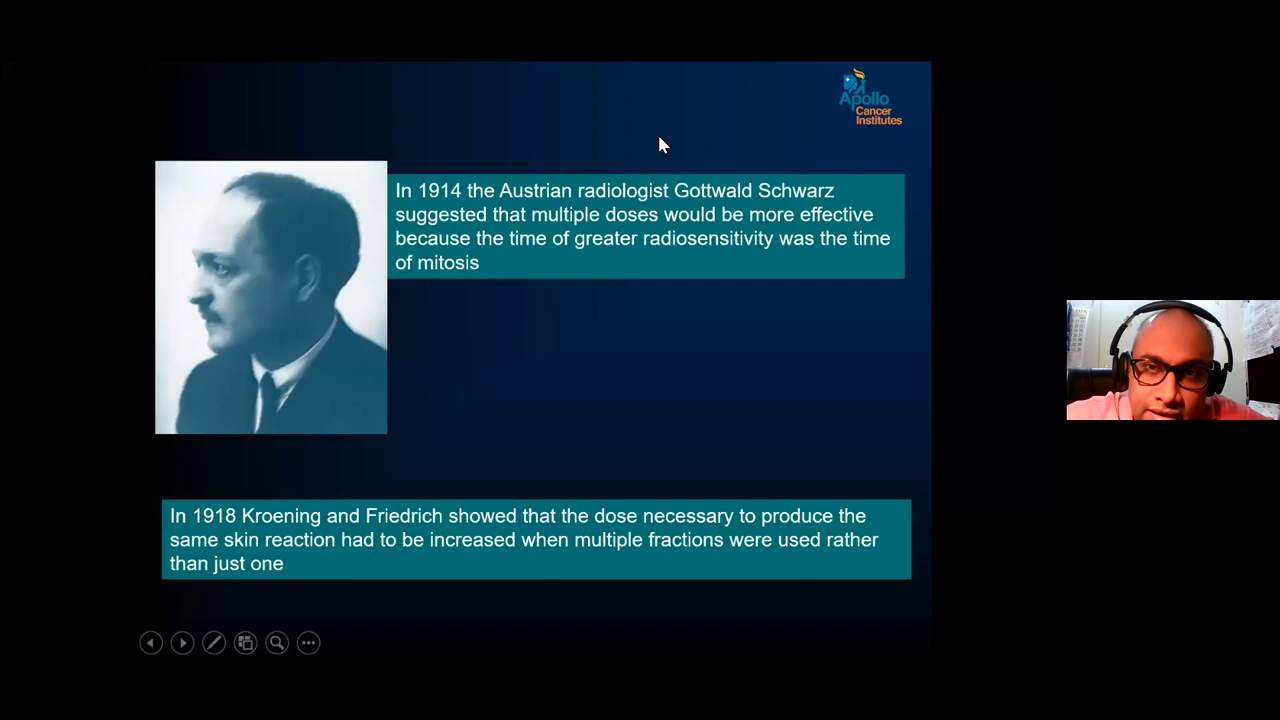 Apollo
Cancer
Institutes
In 1914 the Austrian radiologist Gottwald Schwarz
suggested that multiple doses would be more effective
because the time of greater radiosensitivity was the time
of mitosis
In 1918 Kroening and Friedrich showed that the dose necessary to produce the
same skin reaction had to be increased when multiple fractions were used rather
than just one